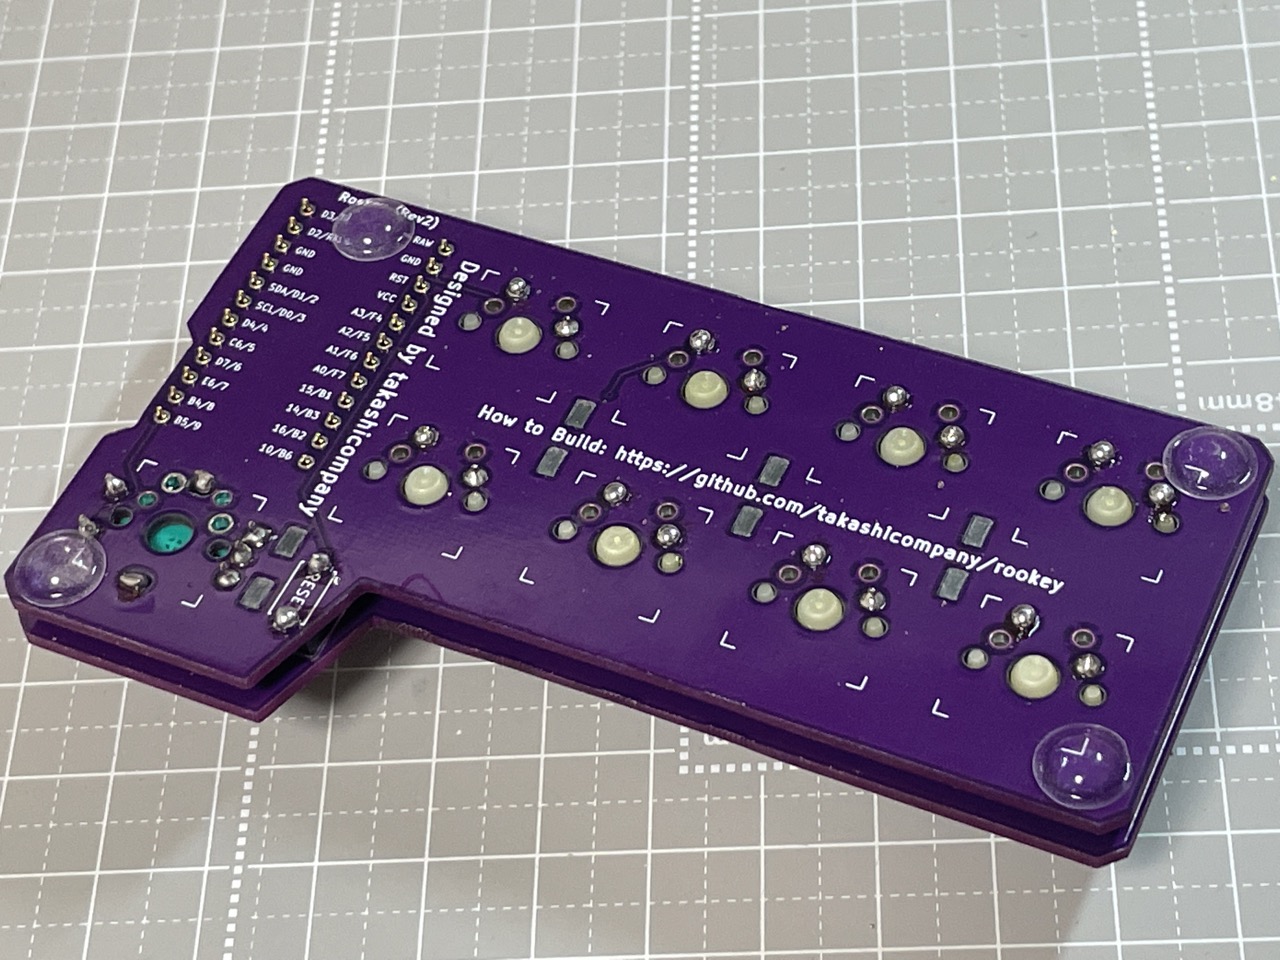 (Rev2)
GND
GND
SDA/D1/2
SCL/D0/3
D4/4
C6/5
D7/6
E6/7
B4/8
B5/9
RAW
GND
RST
VCC
A3/F4
A2/F5
A1/F6
A0/F7
15/B1
14/B3
16/B2
10/B6
Designed by takashicompany
How to Build: https://github.com/takashicompany/rookey
8mm